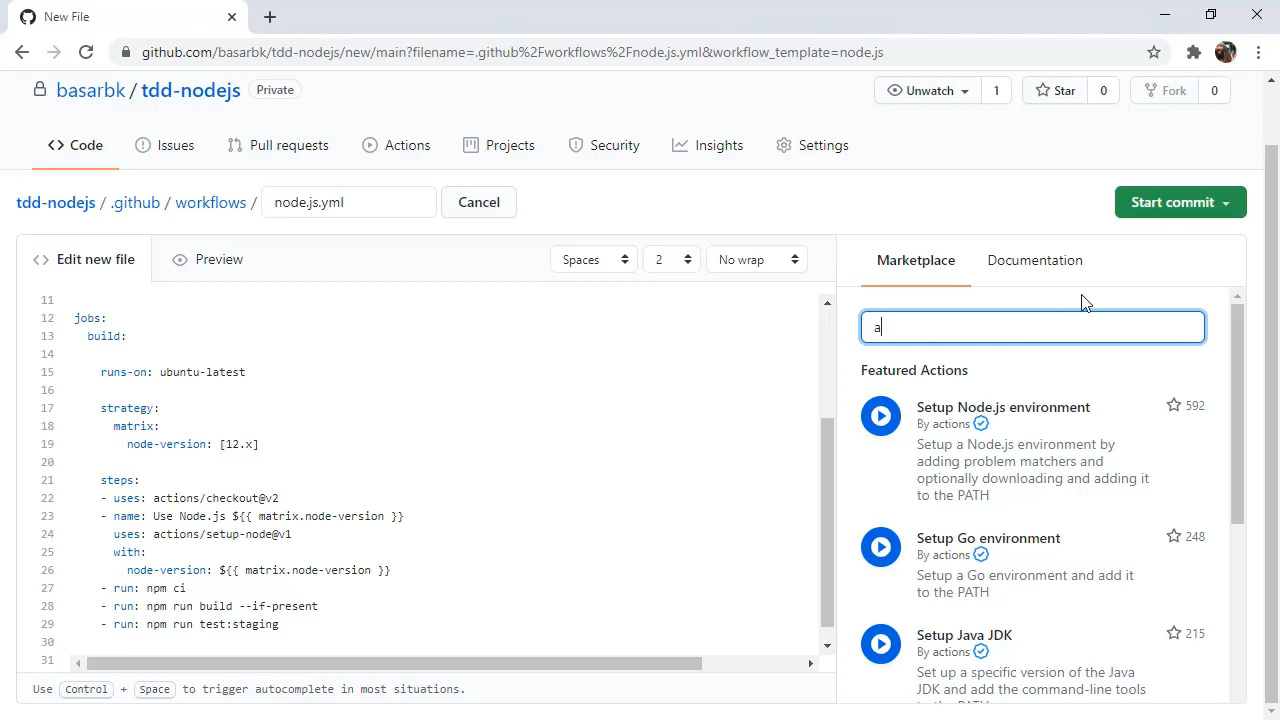 New File
github.com/basarbk/tdd-nodejs/new/main?filename=.github%2Fworkflows%2Fnode.js.yml&workflow_template=node.js
basarbk / tdd-nodejs Private Unwatch 1 Star 0 Fork 0
Code Issues Pull requests Actions Projects Security Insights Settings
tdd-nodejs / .github / workflows / node.js.yml Cancel Start commit
Edit new file Preview Spaces 2 No wrap
11
12 jobs:
13 build:
14
15 runs-on: ubuntu-latest
16
17 strategy:
18 matrix:
19 node-version: [12.x]
20
21 steps:
22 - uses: actions/checkout@v2
23 - name: Use Node.js ${{ matrix.node-version }}
24 uses: actions/setup-node@v1
25 with:
26 node-version: ${{ matrix.node-version }}
27 - run: npm ci
28 - run: npm run build --if-present
29 - run: npm run test:staging
30
31
Use Control + Space to trigger autocomplete in most situations.
Marketplace Documentation
a
Featured Actions
Setup Node.js environment 592
By actions
Setup a Node.js environment by
adding problem matchers and
optionally downloading and adding it
to the PATH
Setup Go environment 248
By actions
Setup a Go environment and add it
to the PATH
Setup Java JDK 215
By actions
Set up a specific version of the Java
JDK and add the command-line tools